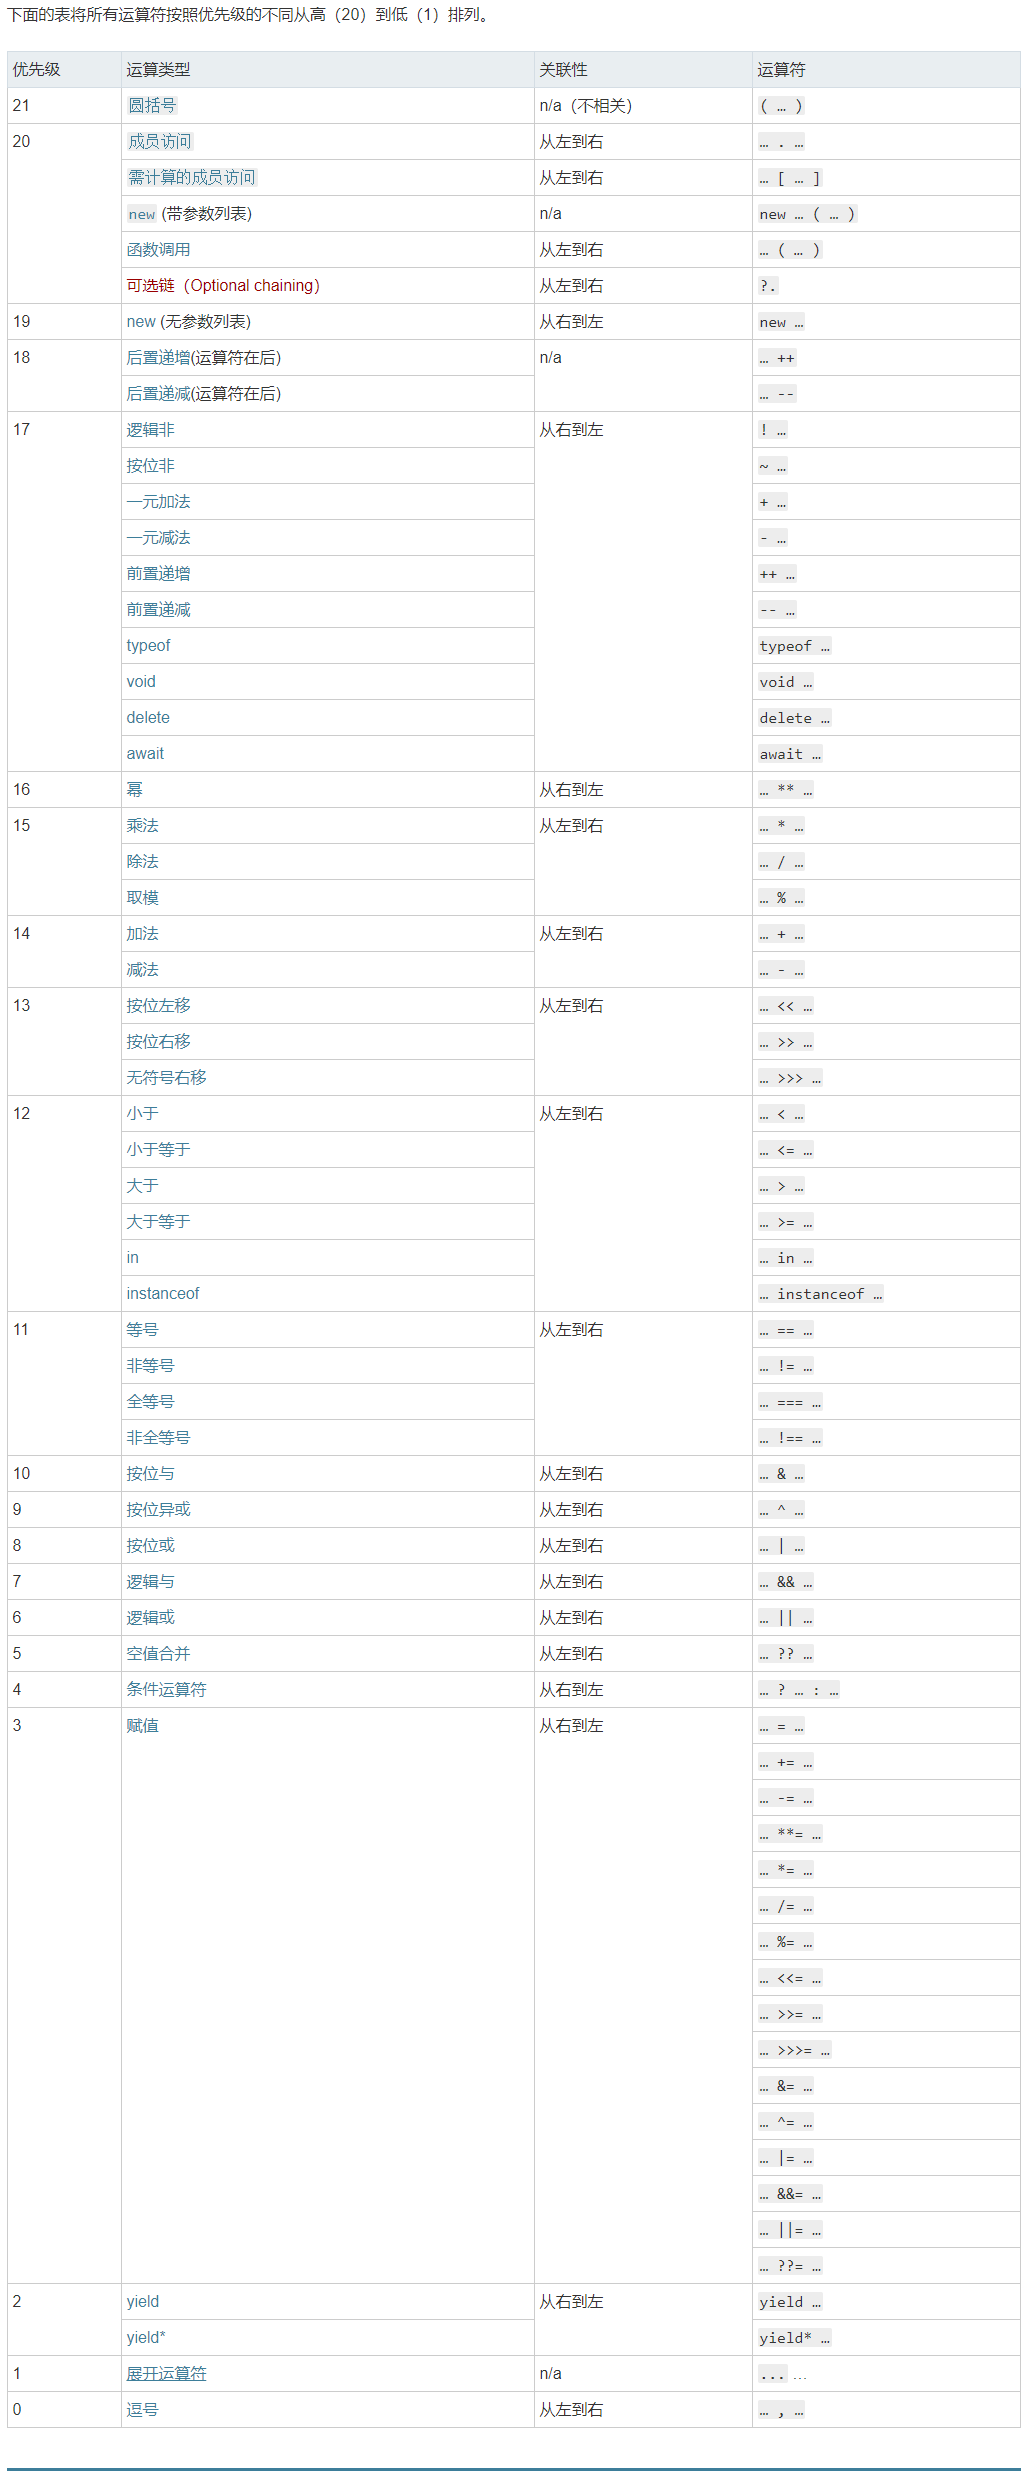 下面的表将所有运算符按照优先级的不同从高（20）到低（1）排列。
优先级 运算类型 关联性 运算符
21 圆括号 n/a（不相关） ( … )
20 成员访问 从左到右 … . …
需计算的成员访问 从左到右 … [ … ]
new (带参数列表) n/a new … ( … )
函数调用 从左到右 … ( … )
可选链（Optional chaining） 从左到右 ?.
19 new (无参数列表) 从右到左 new …
18 后置递增(运算符在后) n/a … ++
后置递减(运算符在后) … --
17 逻辑非 从右到左 ! …
按位非 ~ …
一元加法 + …
一元减法 - …
前置递增 ++ …
前置递减 -- …
typeof typeof …
void void …
delete delete …
await await …
16 幂 从右到左 … ** …
15 乘法 从左到右 … * …
除法 … / …
取模 … % …
14 加法 从左到右 … + …
减法 … - …
13 按位左移 从左到右 … << …
按位右移 … >> …
无符号右移 … >>> …
12 小于 从左到右 … < …
小于等于 … <= …
大于 … > …
大于等于 … >= …
in … in …
instanceof … instanceof …
11 等号 从左到右 … == …
非等号 … != …
全等号 … === …
非全等号 … !== …
10 按位与 从左到右 … & …
9 按位异或 从左到右 … ^ …
8 按位或 从左到右 … | …
7 逻辑与 从左到右 … && …
6 逻辑或 从左到右 … || …
5 空值合并 从左到右 … ?? …
4 条件运算符 从右到左 … ? … : …
3 赋值 从右到左 … = …
… += …
… -= …
… **= …
… *= …
… /= …
… %= …
… <<= …
… >>= …
… >>>= …
… &= …
… ^= …
… |= …
… &&= …
… ||= …
… ??= …
2 yield 从右到左 yield …
yield* yield* …
1 展开运算符 n/a ... …
0 逗号 从左到右 … , …